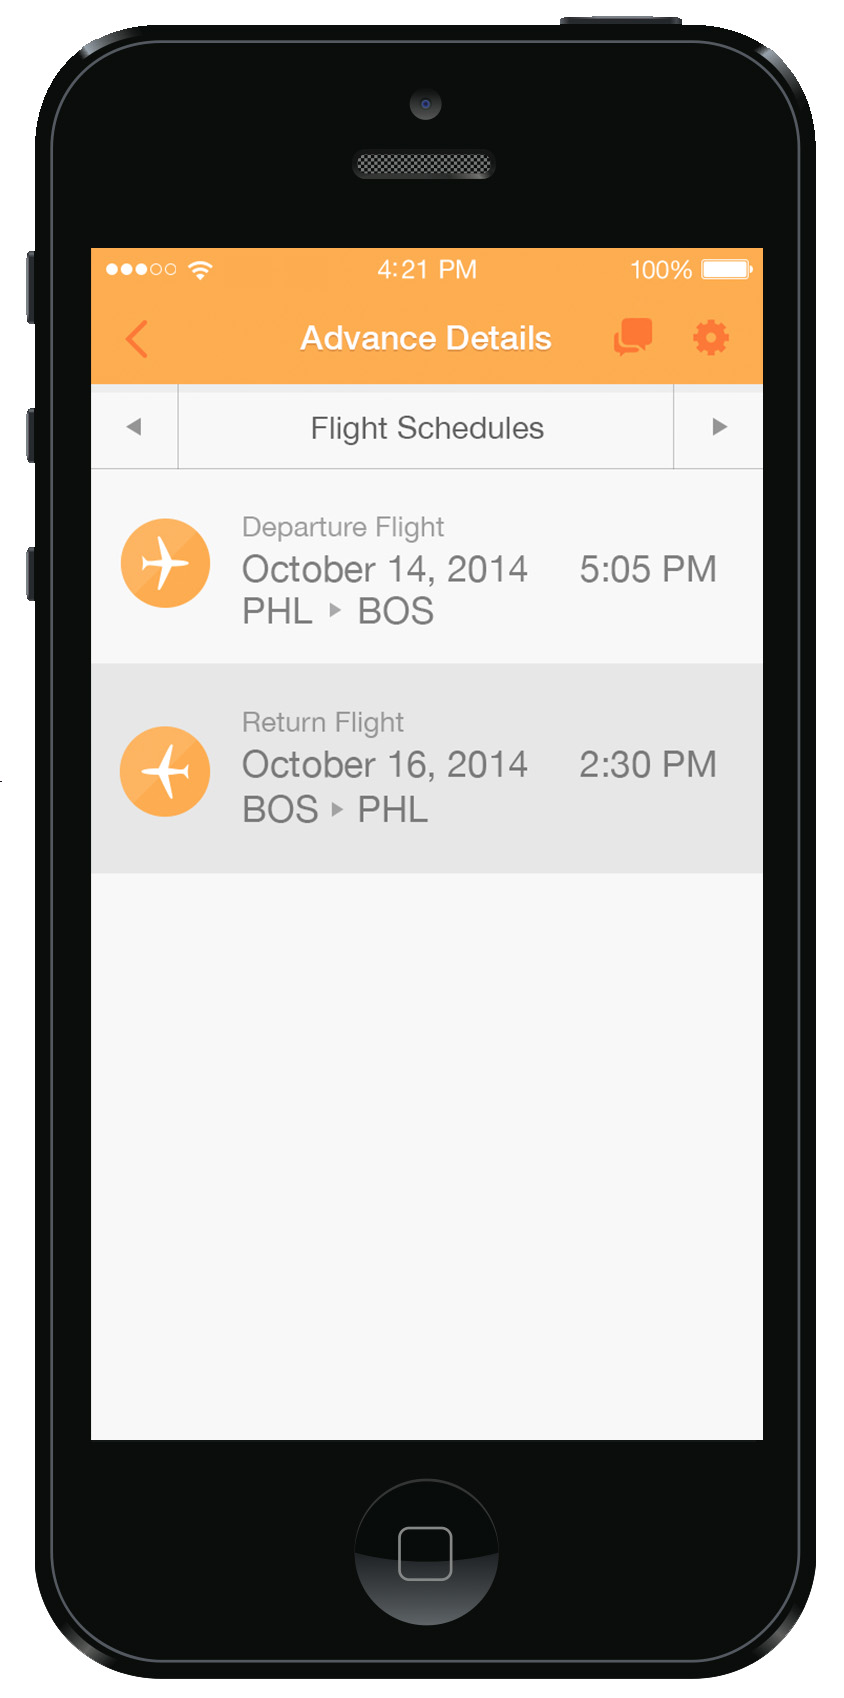 4:21 PM 100%
Advance Details
Flight Schedules
Departure Flight
October 14, 2014 5:05 PM
PHL ▸ BOS
Return Flight
October 16, 2014 2:30 PM
BOS ▸ PHL